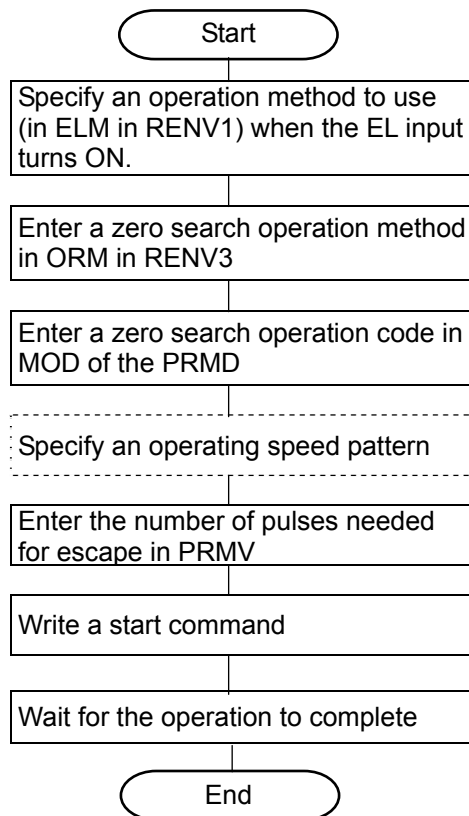 Start
Specify an operation method to use
(in ELM in RENV1) when the EL input
turns ON.
Enter a zero search operation method
in ORM in RENV3
Enter a zero search operation code in
MOD of the PRMD
Specify an operating speed pattern
Enter the number of pulses needed
for escape in PRMV
Write a start command
Wait for the operation to complete
End